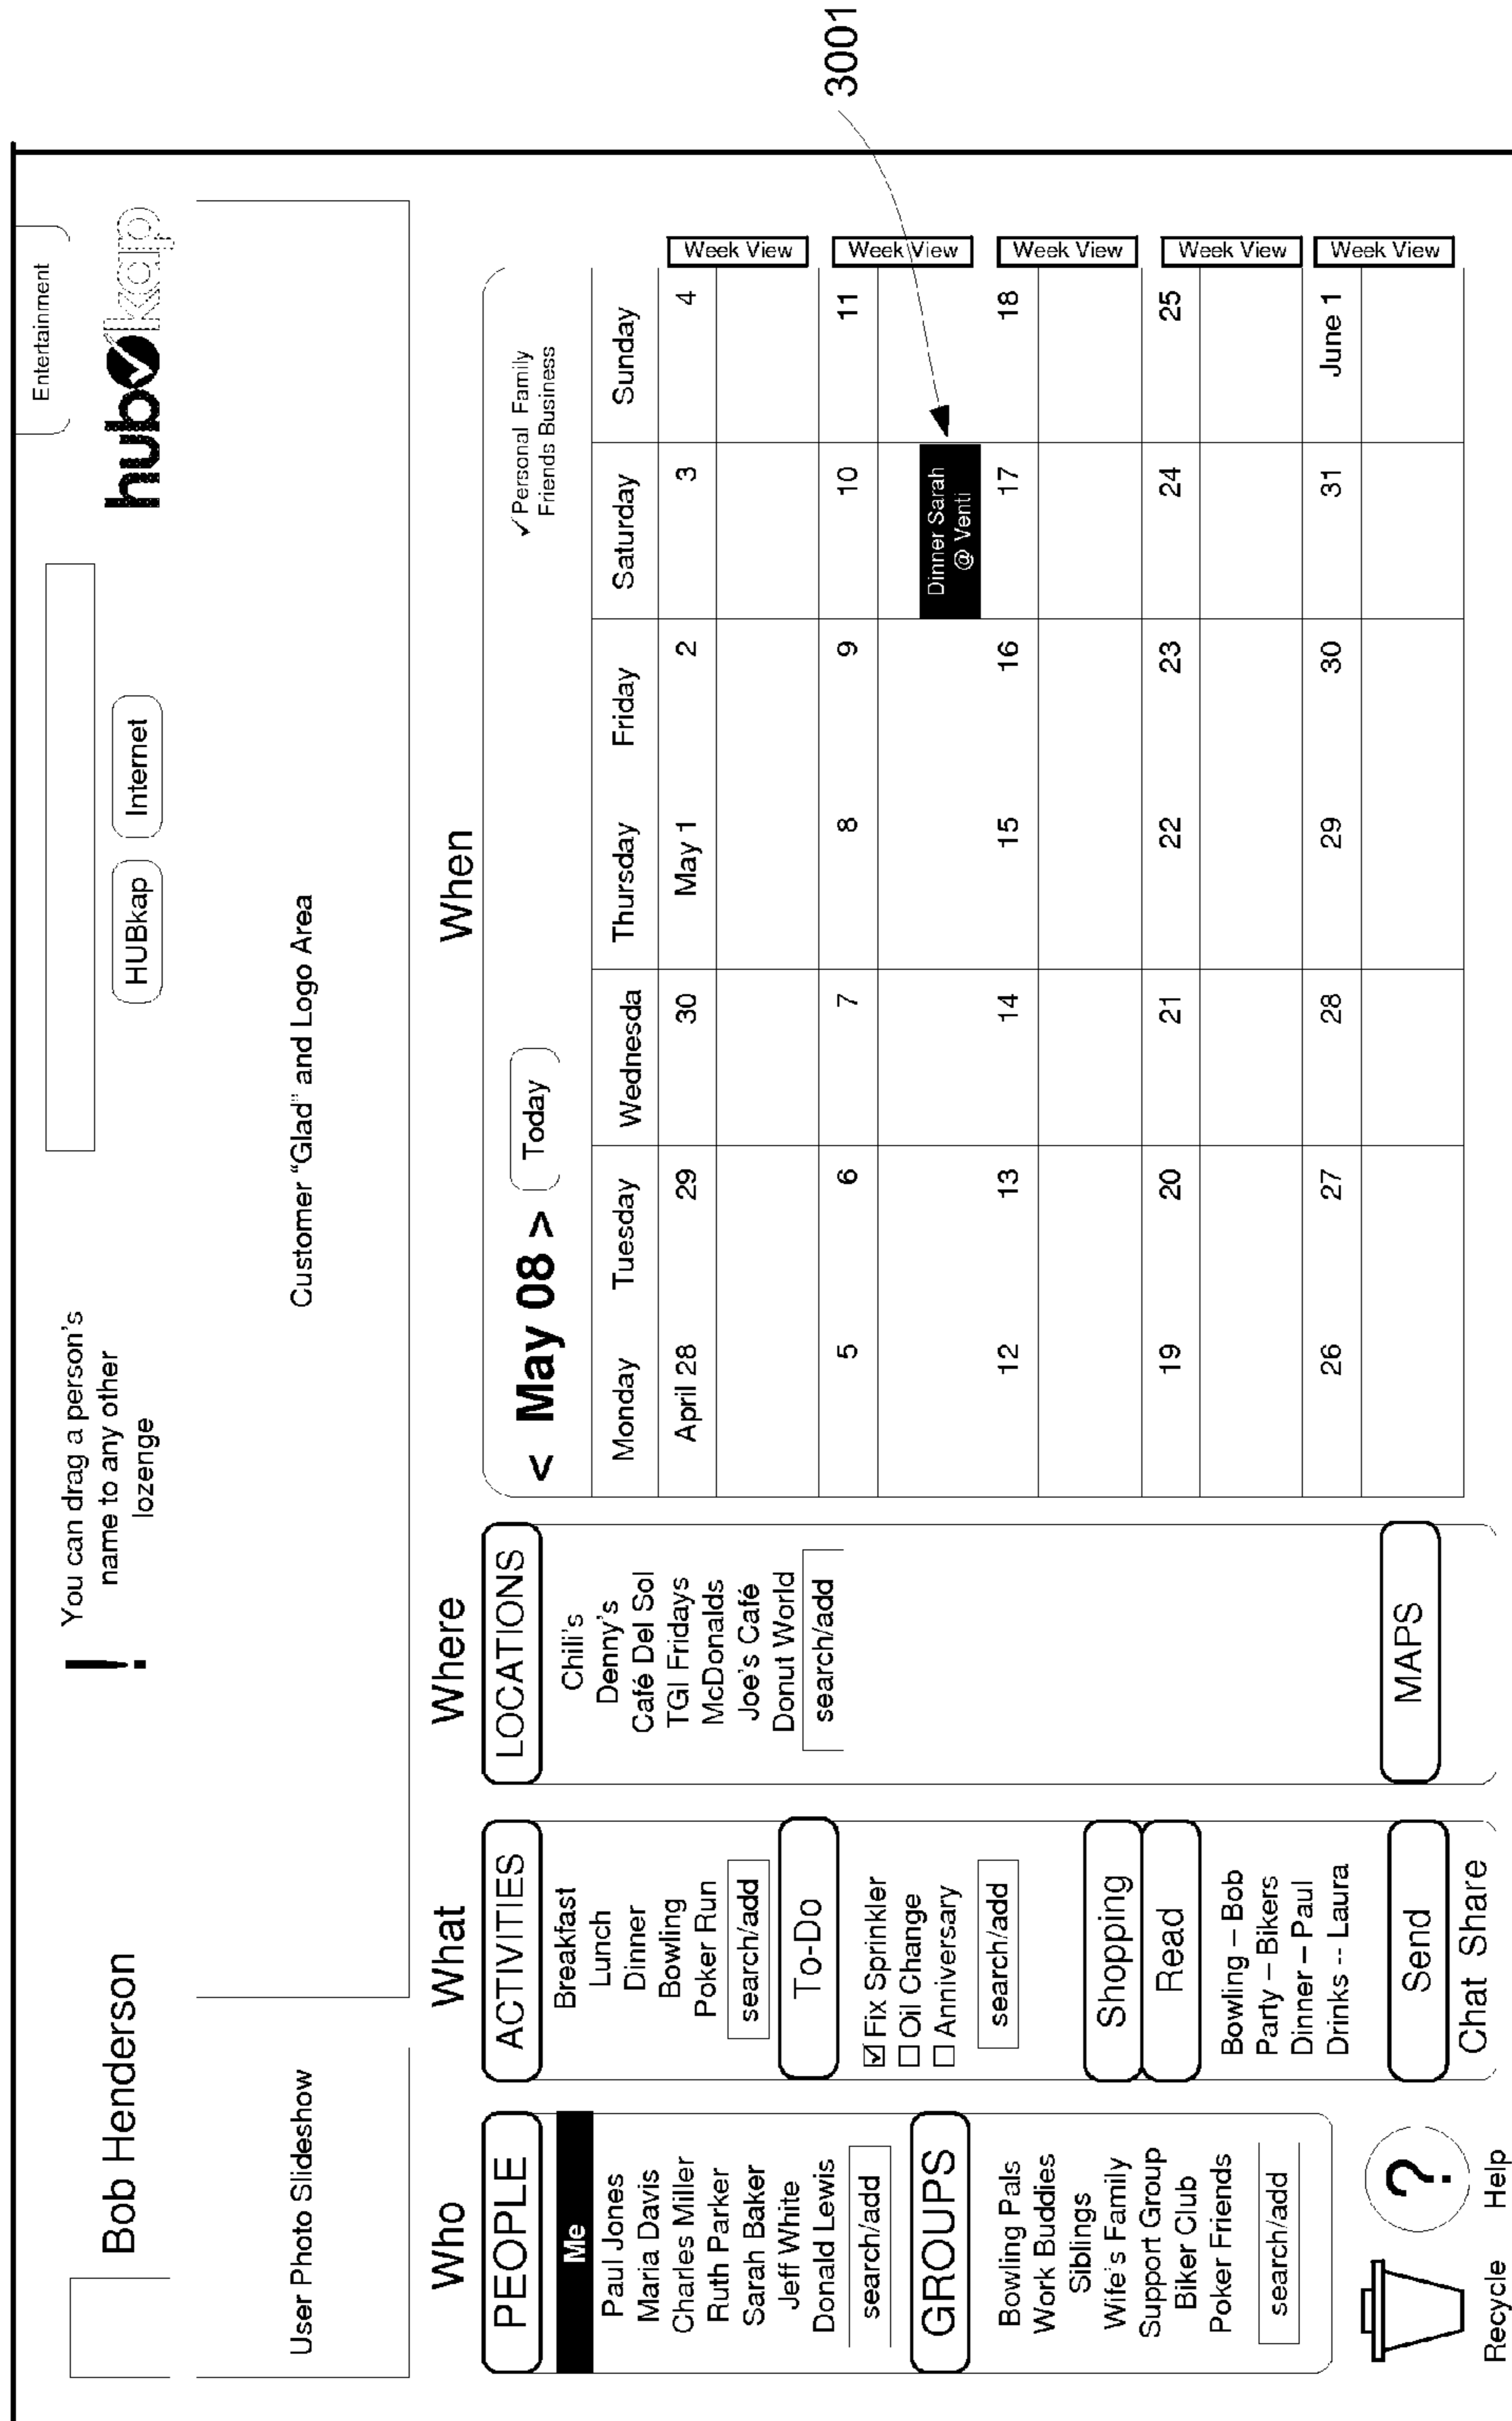 Entertainment
Bob Henderson
! You can drag a person's
name to any other
lozenge
HUBkap Internet
hub kap
User Photo Slideshow
Customer "Glad" and Logo Area
Who What Where When
PEOPLE
Me
Paul Jones
Maria Davis
Charles Miller
Ruth Parker
Sarah Baker
Jeff White
Donald Lewis
search/add
GROUPS
Bowling Pals
Work Buddies
Siblings
Wife's Family
Support Group
Biker Club
Poker Friends
search/add
Recycle Help
?
ACTIVITIES
Breakfast
Lunch
Dinner
Bowling
Poker Run
search/add
To-Do
☑ Fix Sprinkler
☐ Oil Change
☐ Anniversary
search/add
Shopping
Read
Bowling – Bob
Party – Bikers
Dinner – Paul
Drinks -- Laura
Send
Chat Share
LOCATIONS
Chili's
Denny's
Café Del Sol
TGI Fridays
McDonalds
Joe's Café
Donut World
search/add
MAPS
< May 08 > Today
✓Personal Family
Friends Business
Monday Tuesday Wednesda Thursday Friday Saturday Sunday
April 28 29 30 May 1 2 3 4 Week View
5 6 7 8 9 10 11 Week View
Dinner Sarah
@ Venti
12 13 14 15 16 17 18 Week View
19 20 21 22 23 24 25 Week View
26 27 28 29 30 31 June 1 Week View
3001